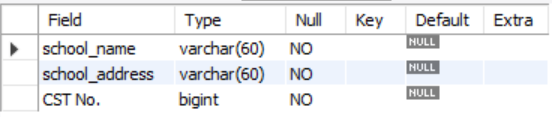 Field Type Null Key Default Extra
school_name varchar(60) NO NULL
school_address varchar(60) NO NULL
CST No. bigint NO NULL